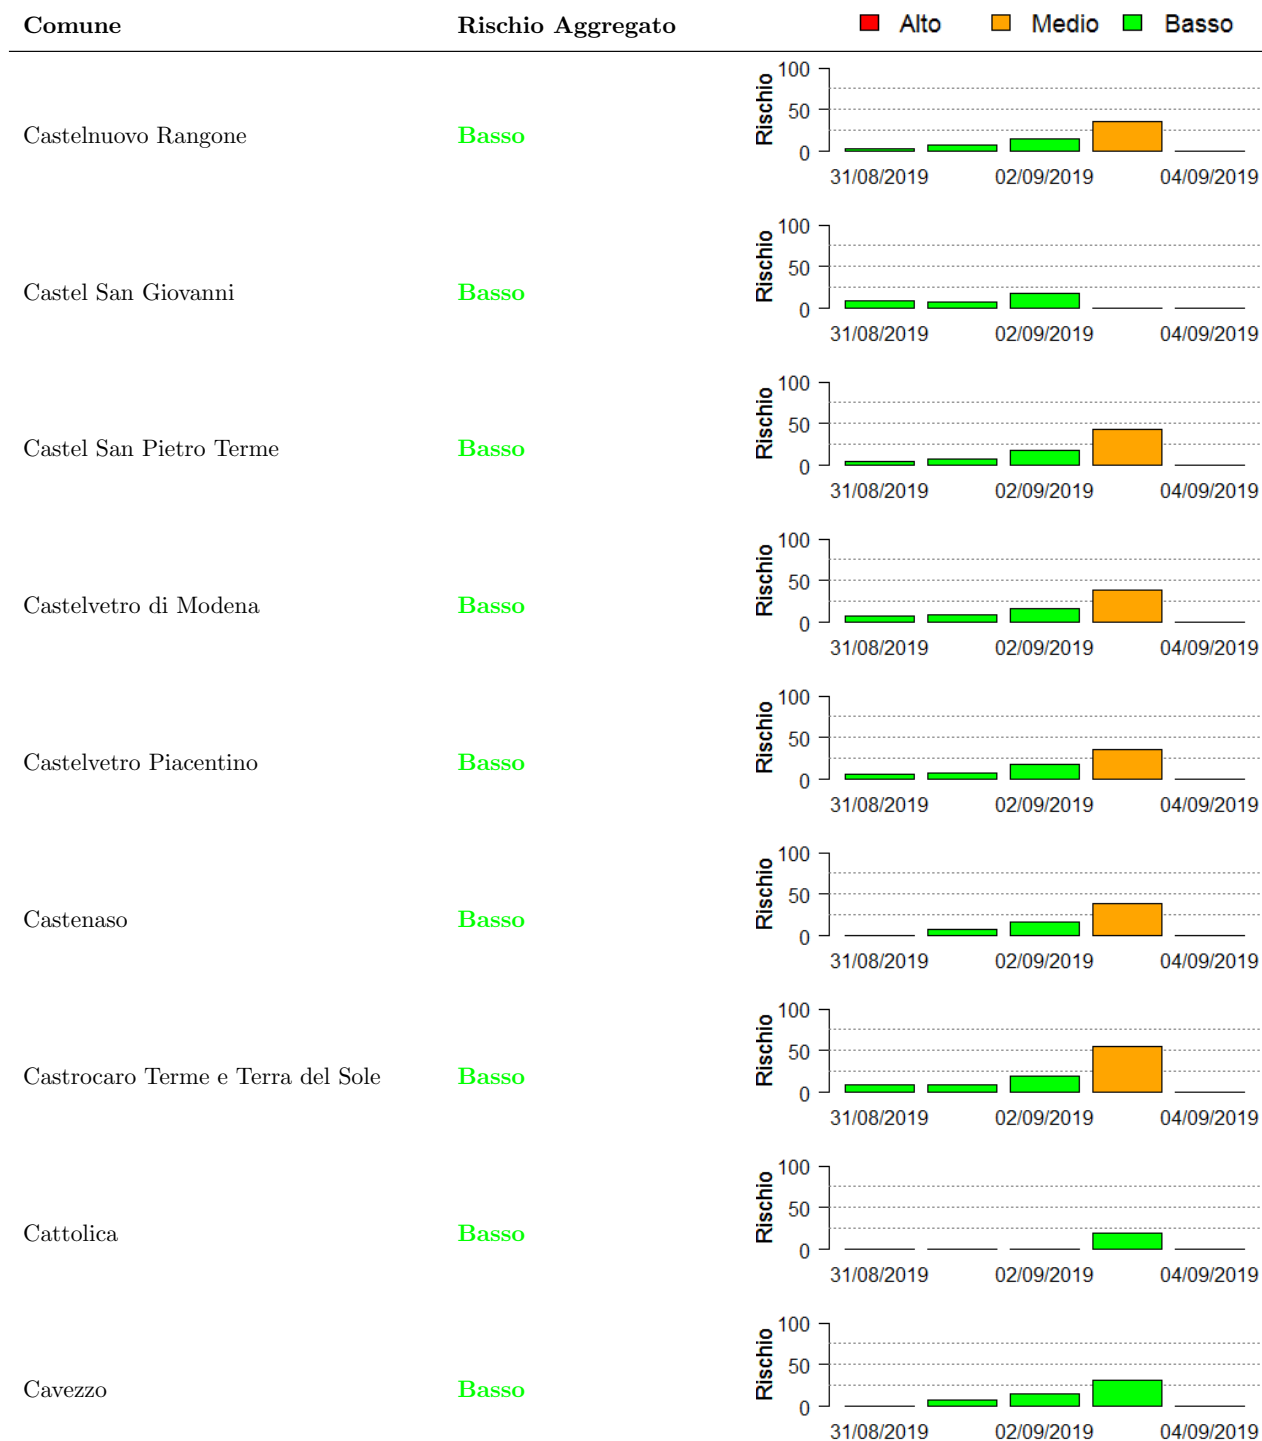 Comune Rischio Aggregato Alto Medio Basso
Castelnuovo Rangone Basso Rischio 100 50 0
31/08/2019 02/09/2019 04/09/2019
Castel San Giovanni Basso Rischio 100 50 0
31/08/2019 02/09/2019 04/09/2019
Castel San Pietro Terme Basso Rischio 100 50 0
31/08/2019 02/09/2019 04/09/2019
Castelvetro di Modena Basso Rischio 100 50 0
31/08/2019 02/09/2019 04/09/2019
Castelvetro Piacentino Basso Rischio 100 50 0
31/08/2019 02/09/2019 04/09/2019
Castenaso Basso Rischio 100 50 0
31/08/2019 02/09/2019 04/09/2019
Castrocaro Terme e Terra del Sole Basso Rischio 100 50 0
31/08/2019 02/09/2019 04/09/2019
Cattolica Basso Rischio 100 50 0
31/08/2019 02/09/2019 04/09/2019
Cavezzo Basso Rischio 100 50 0
31/08/2019 02/09/2019 04/09/2019